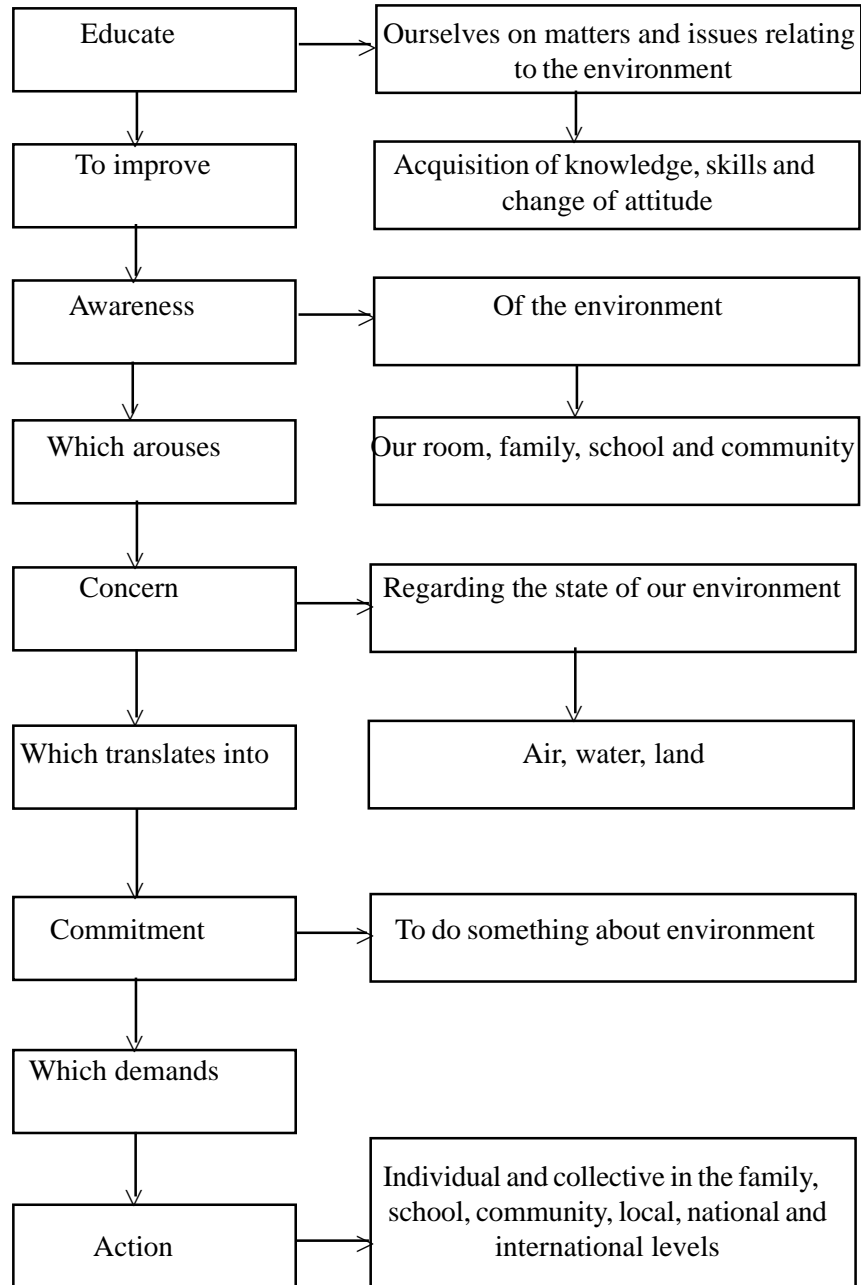 Educate
Ourselves on matters and issues relating
to the environment
To improve
Acquisition of knowledge, skills and
change of attitude
Awareness
Of the environment
Which arouses
Our room, family, school and community
Concern
Regarding the state of our environment
Which translates into
Air, water, land
Commitment
To do something about environment
Which demands
Action
Individual and collective in the family,
school, community, local, national and
international levels